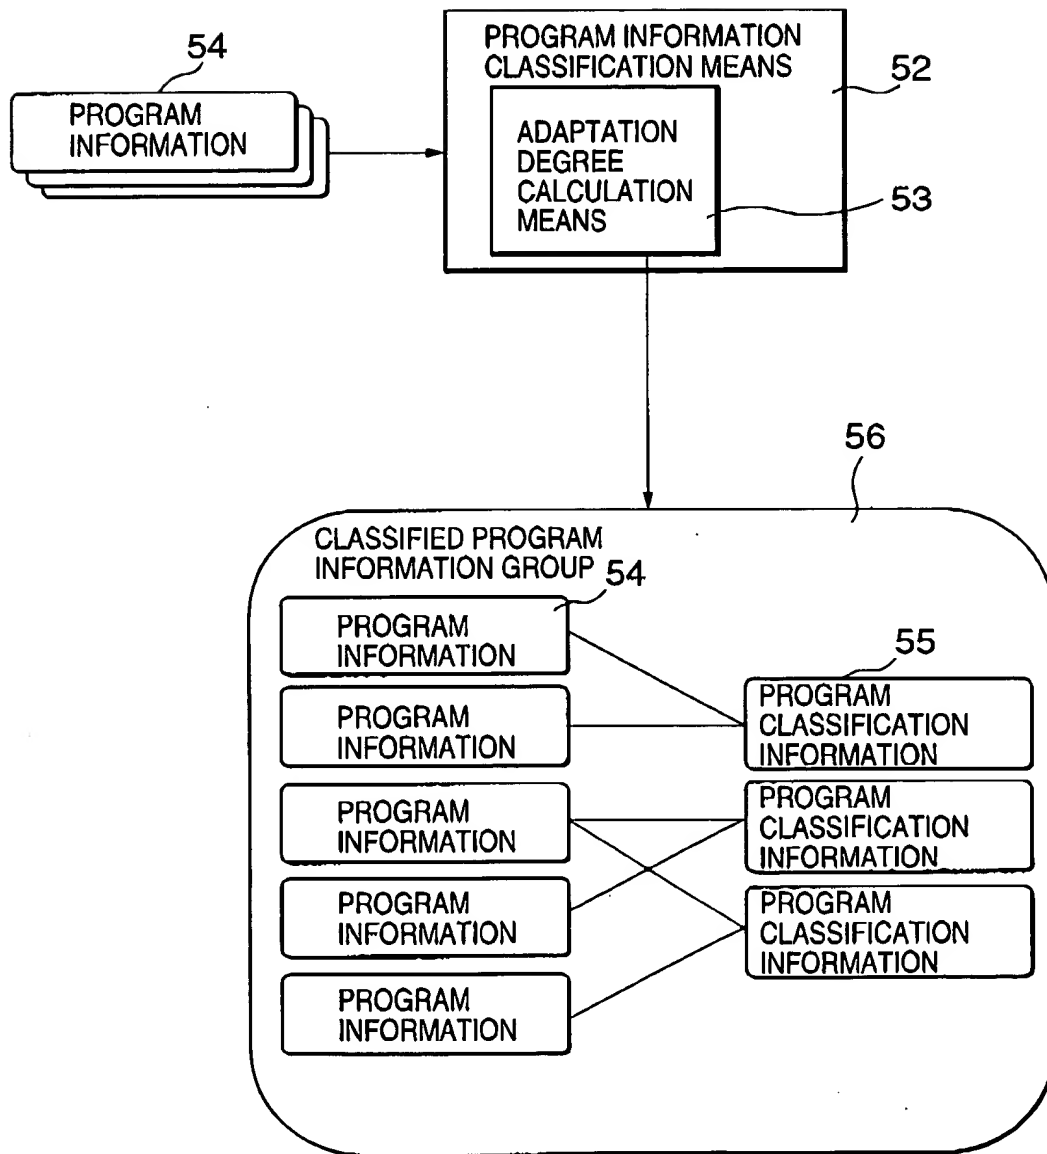 54
PROGRAM
INFORMATION
PROGRAM INFORMATION
CLASSIFICATION MEANS
52
ADAPTATION
DEGREE
CALCULATION
MEANS
53
56
CLASSIFIED PROGRAM
INFORMATION GROUP
54
PROGRAM
INFORMATION
PROGRAM
INFORMATION
PROGRAM
INFORMATION
PROGRAM
INFORMATION
PROGRAM
INFORMATION
55
PROGRAM
CLASSIFICATION
INFORMATION
PROGRAM
CLASSIFICATION
INFORMATION
PROGRAM
CLASSIFICATION
INFORMATION